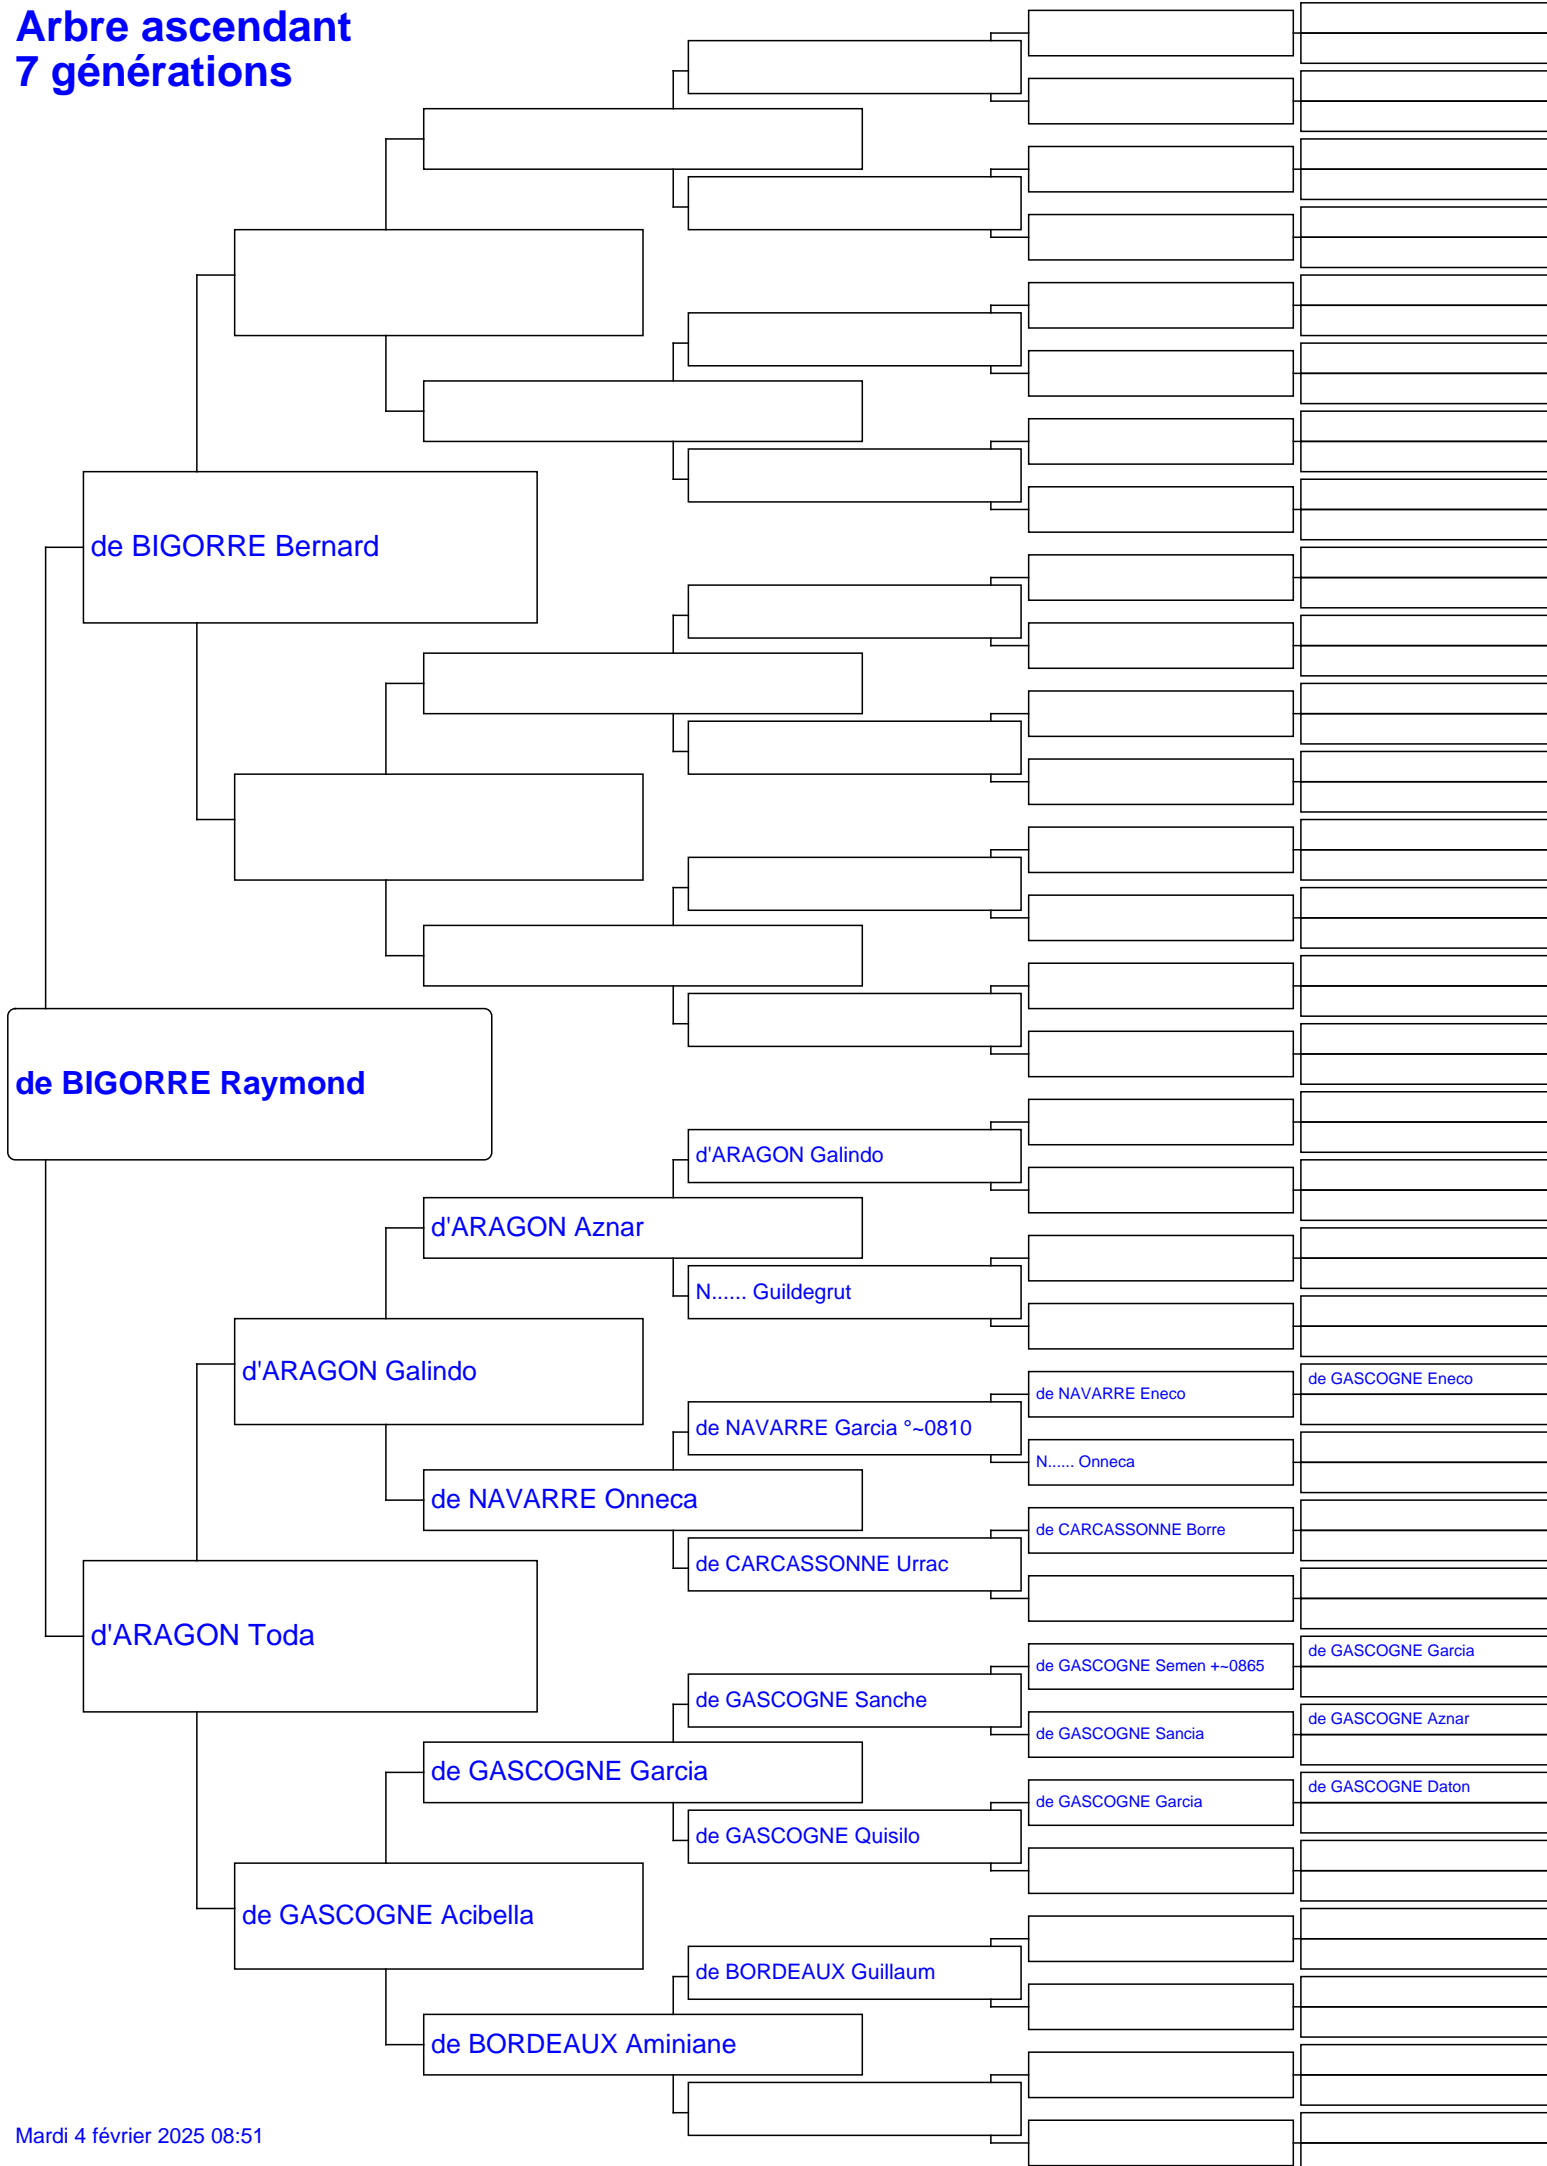 Arbre ascendant
7 générations
de BIGORRE Bernard
de BIGORRE Raymond
d'ARAGON Galindo
d'ARAGON Aznar
N...... Guildegrut
d'ARAGON Galindo
de GASCOGNE Eneco
de NAVARRE Eneco
de NAVARRE Garcia °~0810
N...... Onneca
de NAVARRE Onneca
de CARCASSONNE Borre
de CARCASSONNE Urrac
d'ARAGON Toda
de GASCOGNE Garcia
de GASCOGNE Semen +~0865
de GASCOGNE Sanche
de GASCOGNE Aznar
de GASCOGNE Sancia
de GASCOGNE Garcia
de GASCOGNE Daton
de GASCOGNE Garcia
de GASCOGNE Quisilo
de GASCOGNE Acibella
de BORDEAUX Guillaum
de BORDEAUX Aminiane
Mardi 4 février 2025 08:51